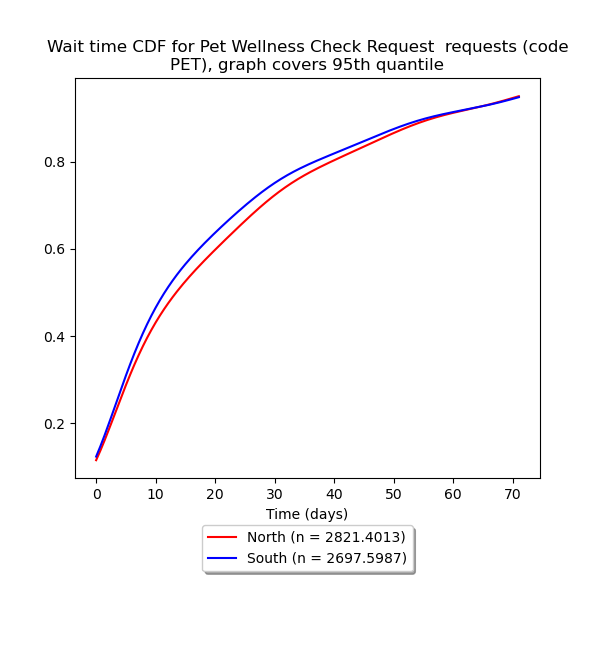 Wait time CDF for Pet Wellness Check Request  requests (code
PET), graph covers 95th quantile
0.8
0.6
0.4
0.2
0 10 20 30 40 50 60 70
Time (days)
North (n = 2821.4013)
South (n = 2697.5987)